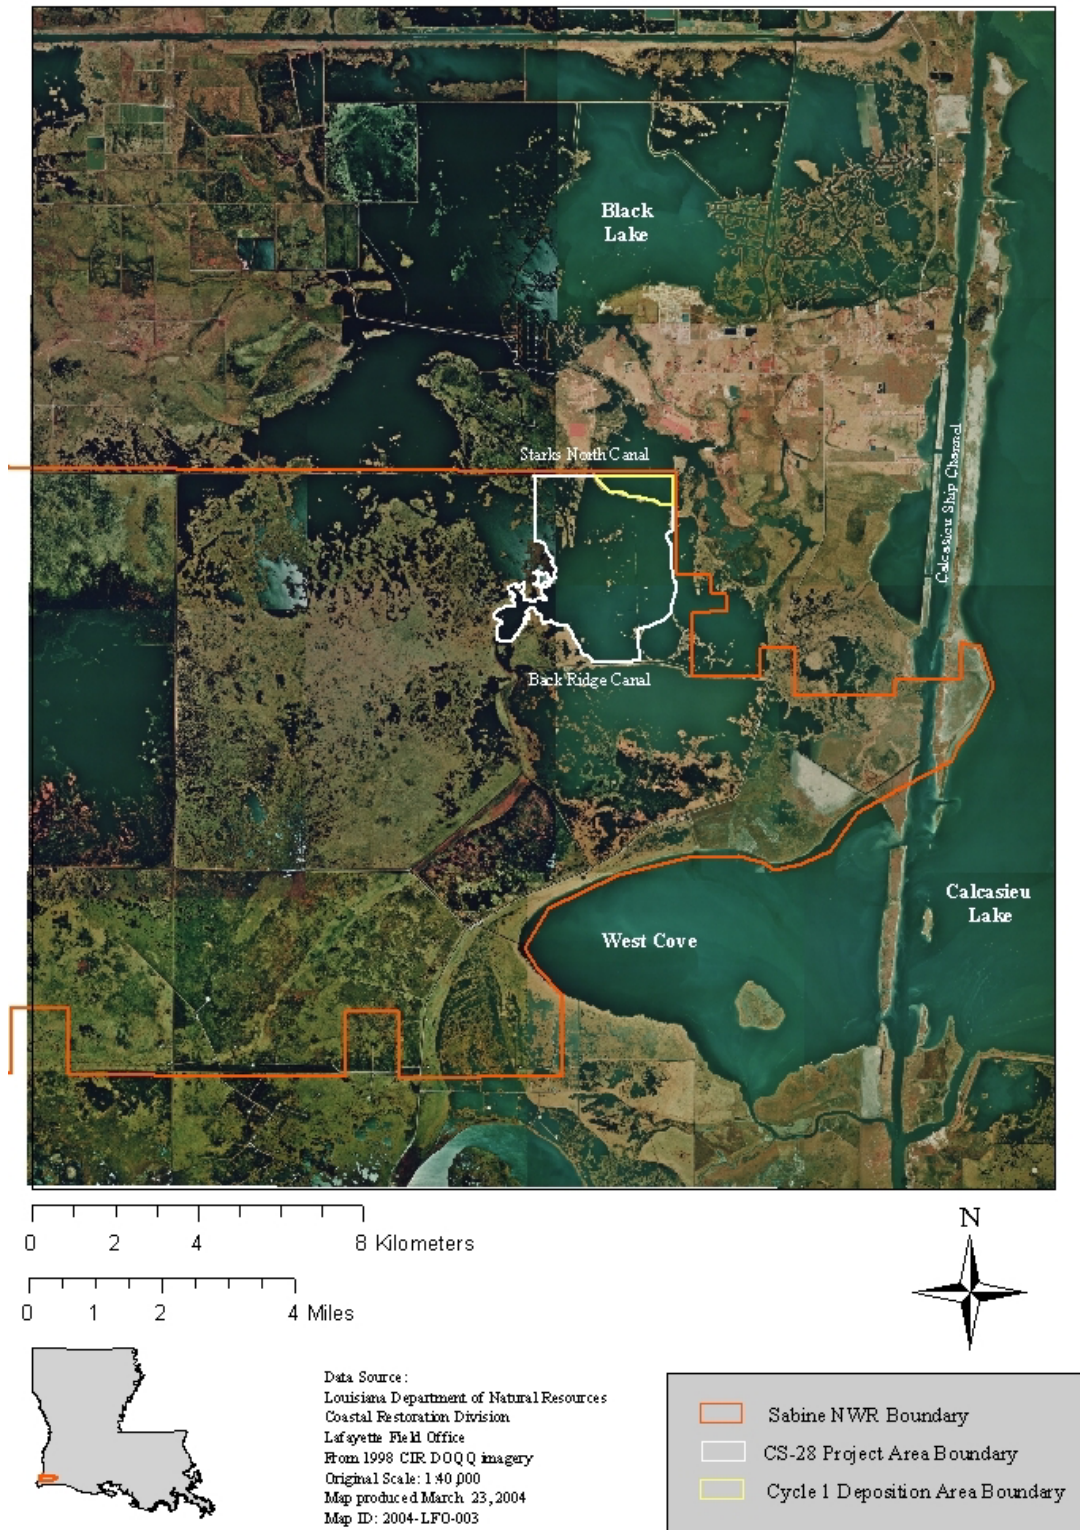 Black
Lake
Starks North Canal
Calcasieu Ship Channel
Back Ridge Canal
Calcasieu
Lake
West Cove
0 2 4 8 Kilometers
0 1 2 4 Miles
N
Data Source:
Louisiana Department of Natural Resources
Coastal Restoration Division
Lafayette Field Office
From 1998 CIR DOQQ imagery
Original Scale: 1:40,000
Map produced March 23, 2004
Map ID: 2004-LFO-003
Sabine NWR Boundary
CS-28 Project Area Boundary
Cycle 1 Deposition Area Boundary